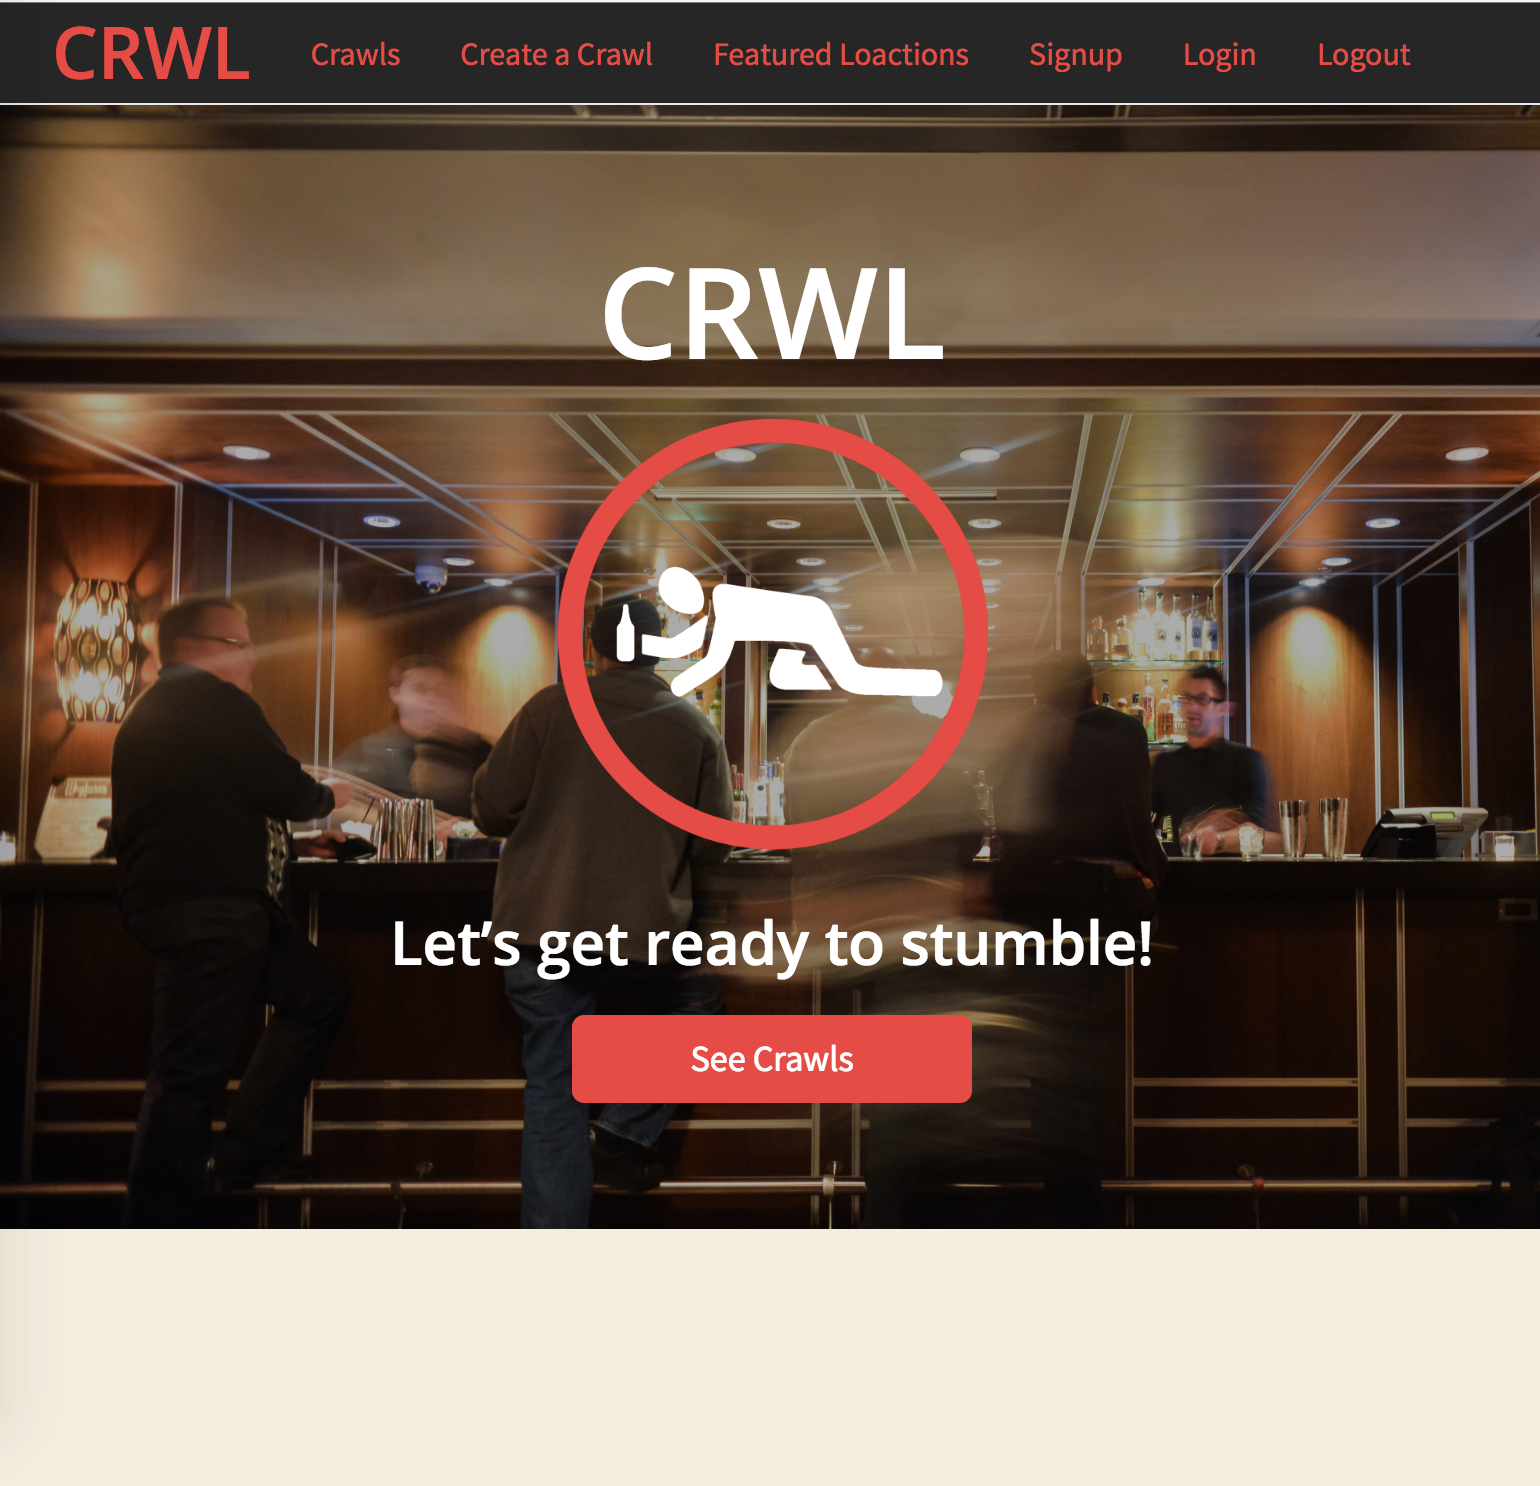 CRWL Crawls Create a Crawl Featured Loactions Signup Login Logout
CRWL
Let’s get ready to stumble!
See Crawls